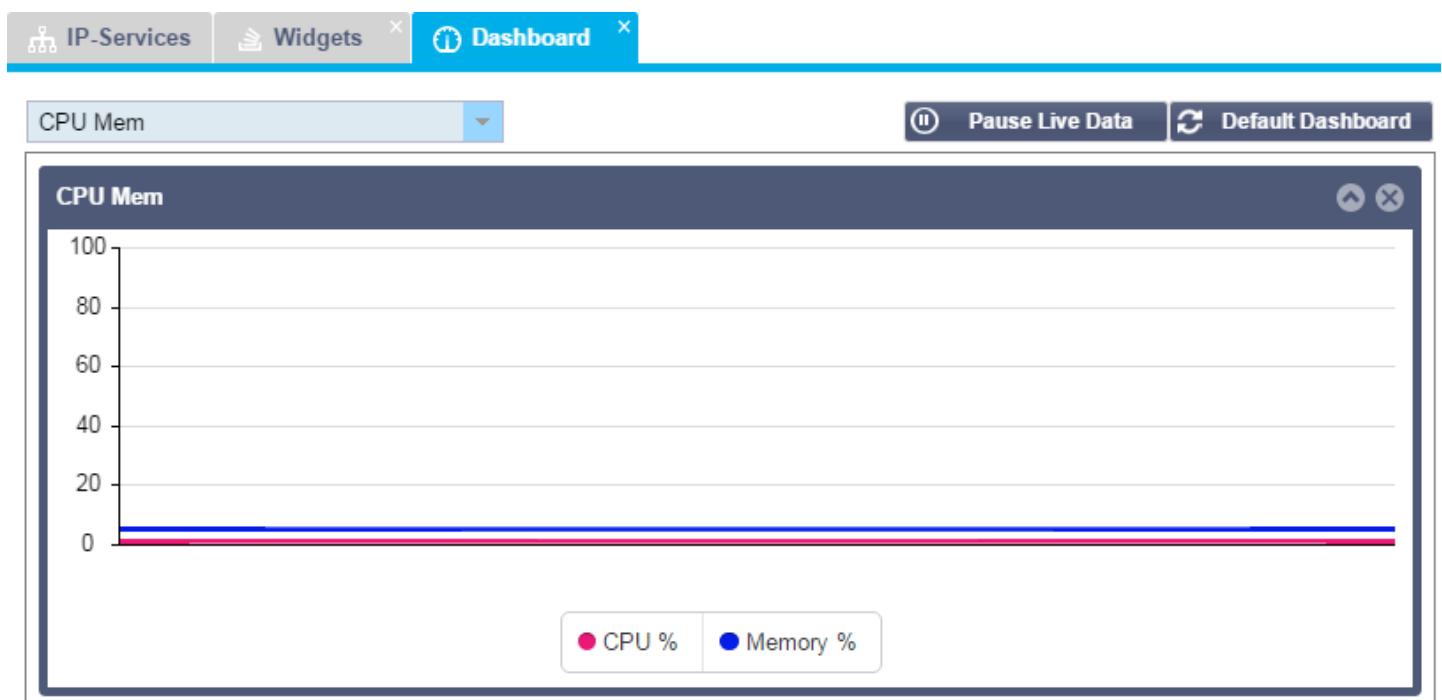 IP-Services Widgets Dashboard
CPU Mem Pause Live Data Default Dashboard
CPU Mem
100
80
60
40
20
0
CPU % Memory %